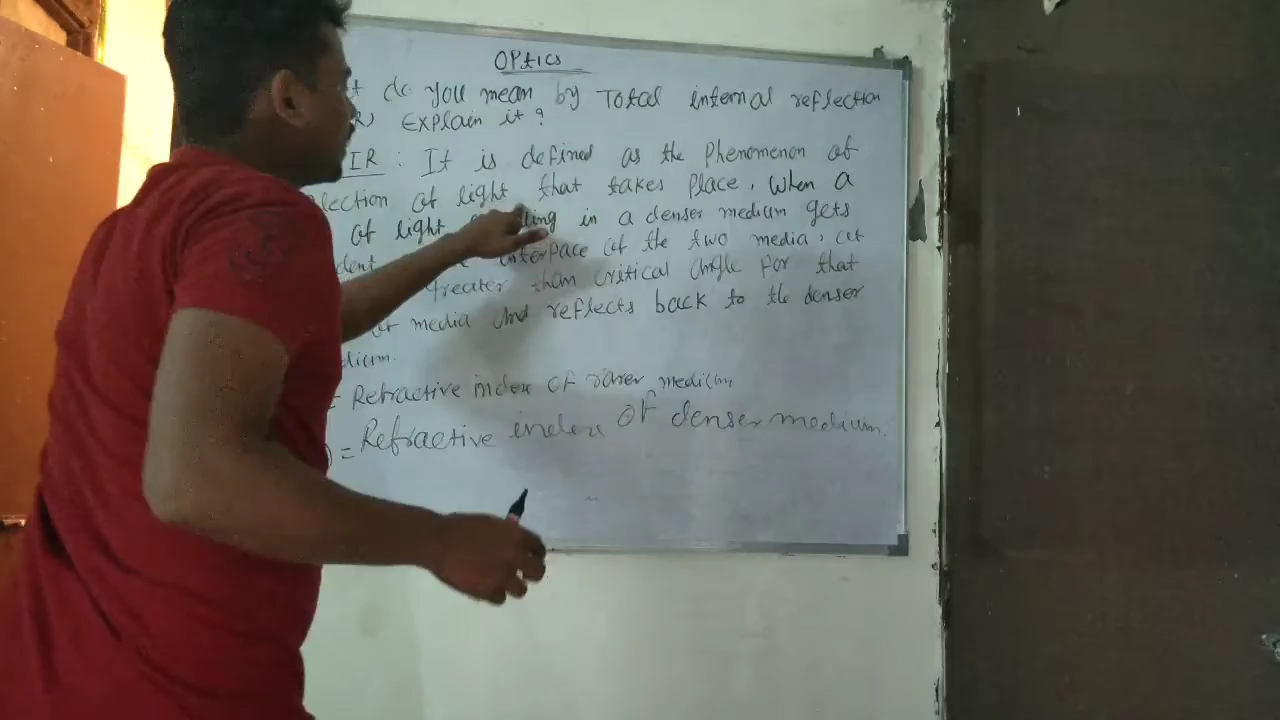 OPtics
do you mean by Total internal reflection
Explain it?
IR : It is defined as the Phenomenon of
lection of light that takes Place, when a
of light ling in a denser medium gets
dent interface of the two media, at
greater than critical angle for that
of media and reflects back to the denser
dium.
= Refractive index of rarer medium
= Refractive index of denser medium.